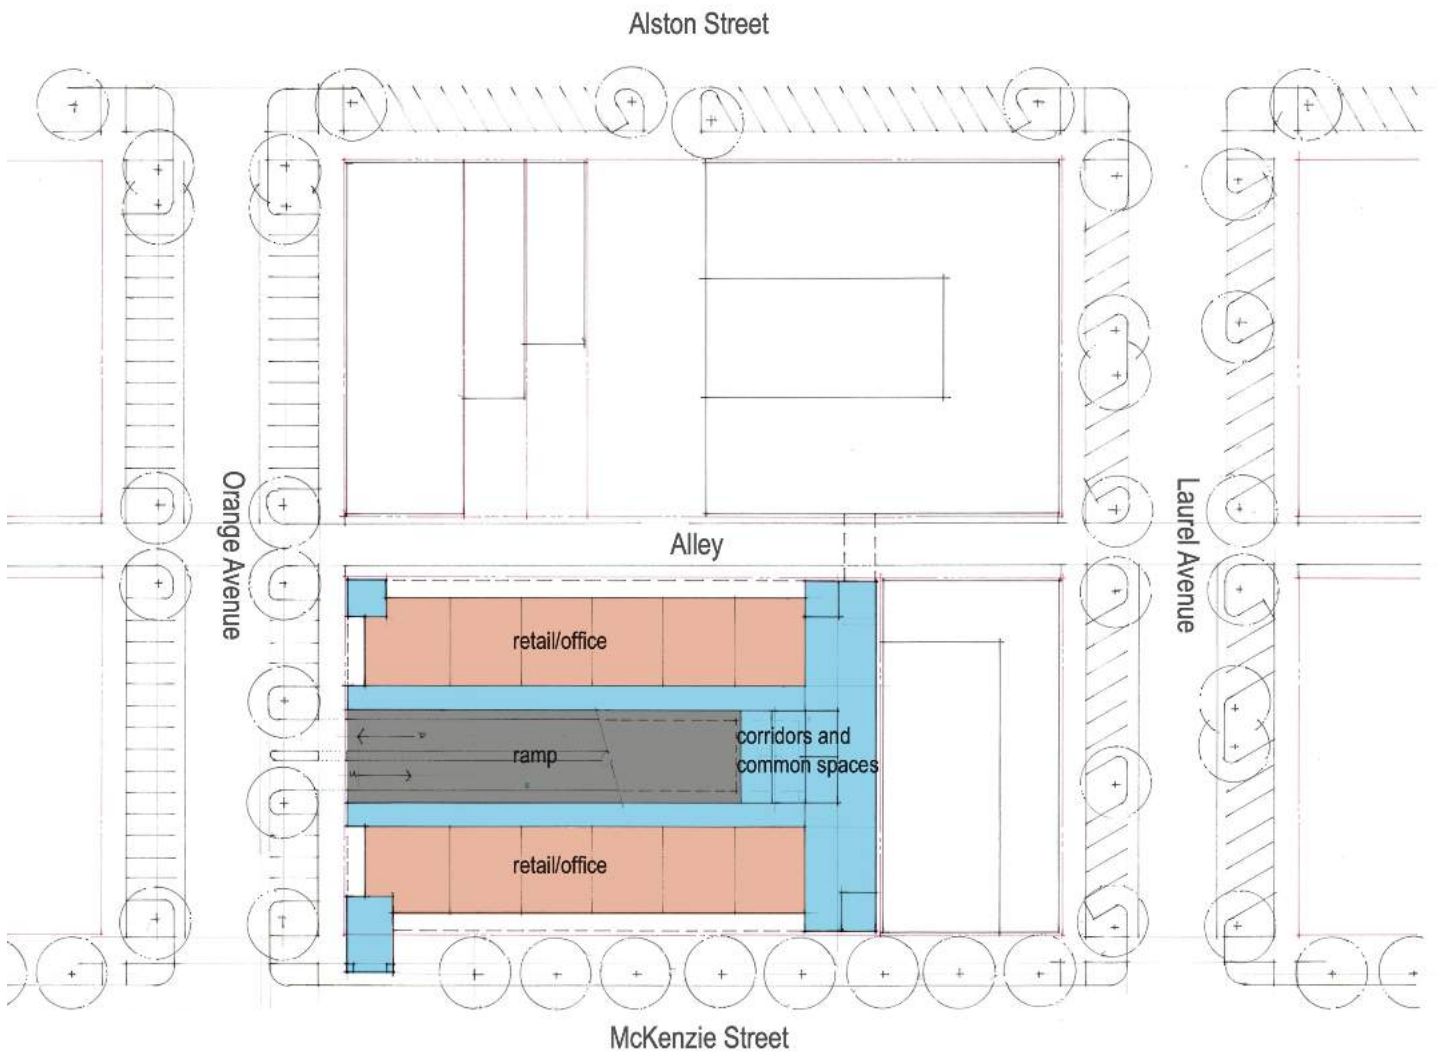 Alston Street
Orange Avenue
Laurel Avenue
Alley
retail/office
ramp
corridors and
common spaces
retail/office
McKenzie Street